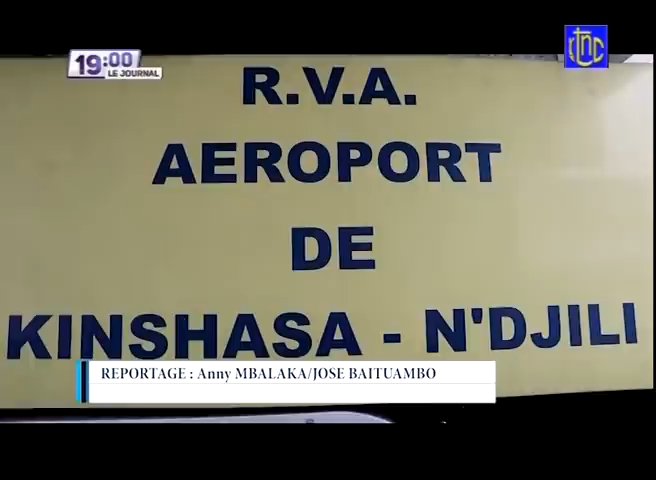 19:00
LE JOURNAL
rtnc
R.V.A.
AEROPORT
DE
KINSHASA - N'DJILI
REPORTAGE : Anny MBALAKA/JOSE BAITUAMBO